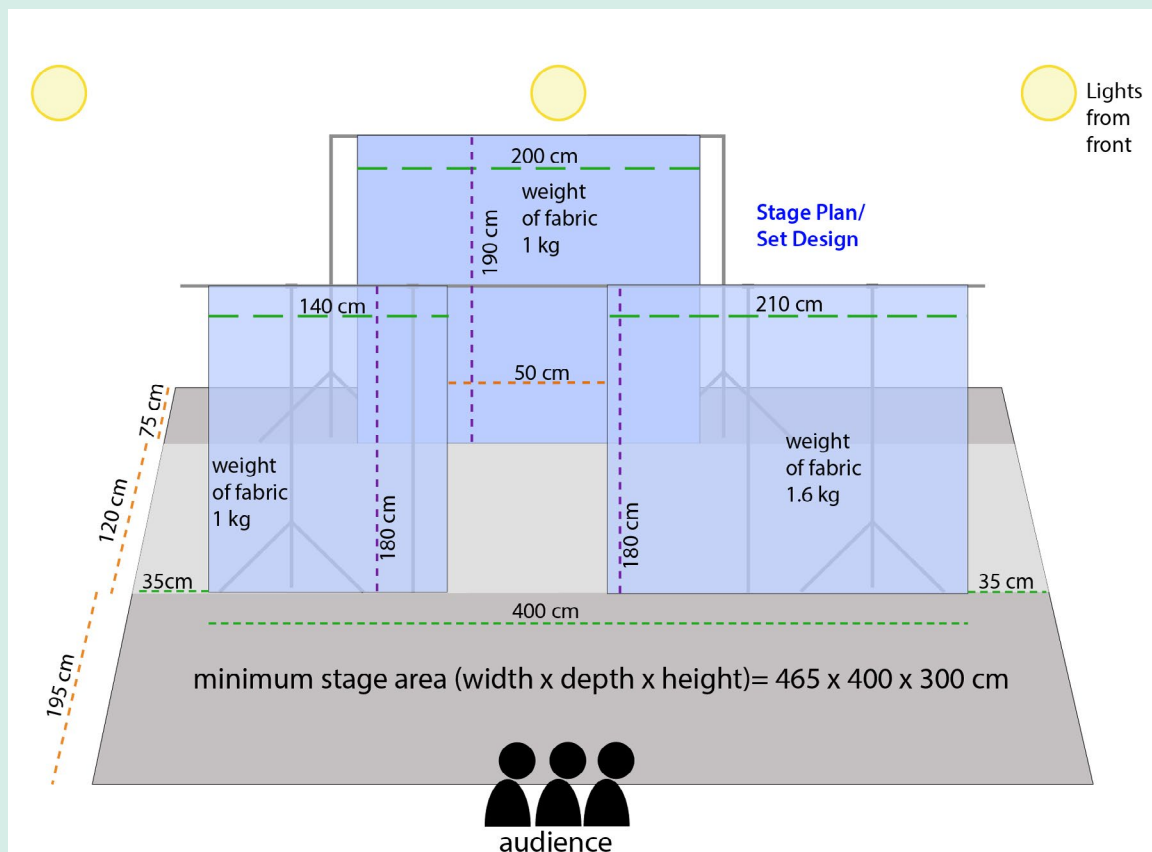 Lights
from
front
200 cm
weight
of fabric
1 kg
190 cm
Stage Plan/
Set Design
140 cm
210 cm
50 cm
75 cm
weight
of fabric
1 kg
weight
of fabric
1.6 kg
120 cm
180 cm
180 cm
35cm
35 cm
400 cm
195 cm
minimum stage area (width x depth x height)= 465 x 400 x 300 cm
audience